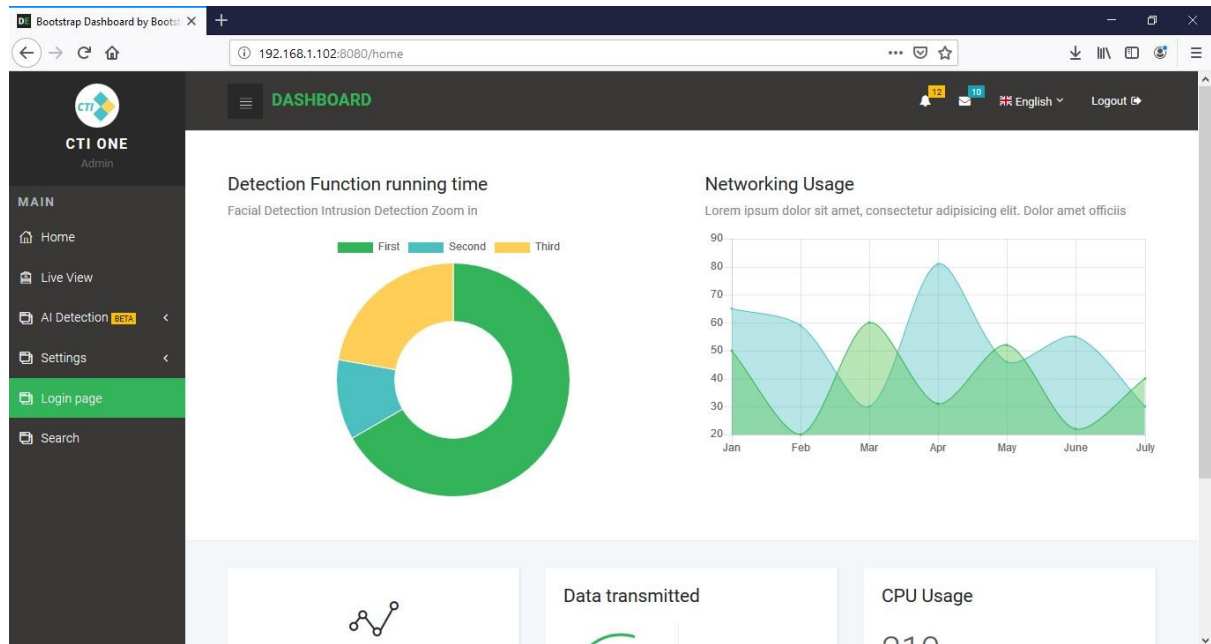 DE Bootstrap Dashboard by Bootst
192.168.1.102:8080/home
CTI
CTI ONE
Admin
MAIN
Home
Live View
AI Detection BETA
Settings
Login page
Search
DASHBOARD
12
10
English
Logout
Detection Function running time
Facial Detection Intrusion Detection Zoom in
First Second Third
Networking Usage
Lorem ipsum dolor sit amet, consectetur adipisicing elit. Dolor amet officiis
90
80
70
60
50
40
30
20
Jan Feb Mar Apr May June July
Data transmitted
CPU Usage